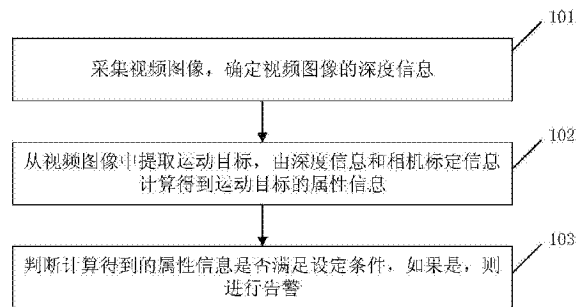 101
采集视频图像，确定视频图像的深度信息
102
从视频图像中提取运动目标，由深度信息和相机标定信息
计算得到运动目标的属性信息
103
判断计算得到的属性信息是否满足设定条件，如果是，则
进行告警